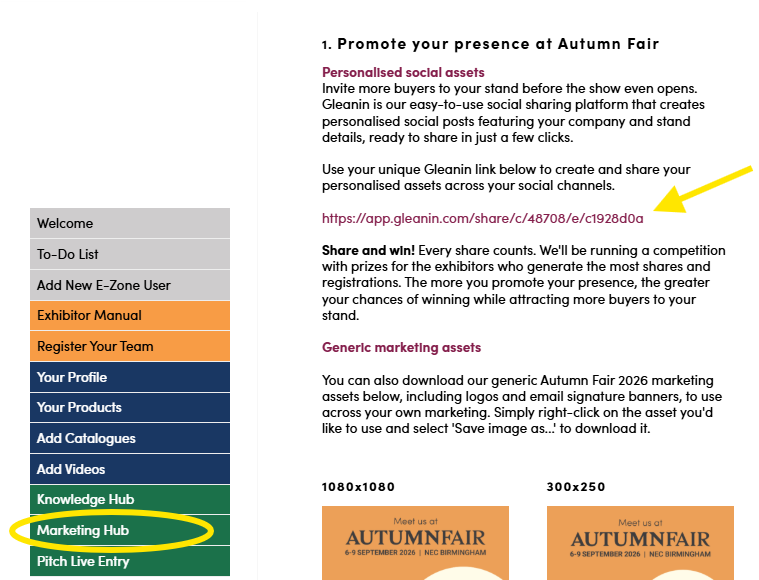 1. Promote your presence at Autumn Fair
Personalised social assets
Invite more buyers to your stand before the show even opens.
Gleanin is our easy-to-use social sharing platform that creates
personalised social posts featuring your company and stand
details, ready to share in just a few clicks.
Use your unique Gleanin link below to create and share your
personalised assets across your social channels.
https://app.gleanin.com/share/c/48708/e/c1928d0a
Share and win! Every share counts. We'll be running a competition
with prizes for the exhibitors who generate the most shares and
registrations. The more you promote your presence, the greater
your chances of winning while attracting more buyers to your
stand.
Generic marketing assets
You can also download our generic Autumn Fair 2026 marketing
assets below, including logos and email signature banners, to use
across your own marketing. Simply right-click on the asset you'd
like to use and select 'Save image as...' to download it.
Welcome
To-Do List
Add New E-Zone User
Exhibitor Manual
Register Your Team
Your Profile
Your Products
Add Catalogues
Add Videos
Knowledge Hub
Marketing Hub
Pitch Live Entry
1080x1080
Meet us at
AUTUMNFAIR
6-9 SEPTEMBER 2026 | NEC BIRMINGHAM
300x250
Meet us at
AUTUMNFAIR
6-9 SEPTEMBER 2026 | NEC BIRMINGHAM